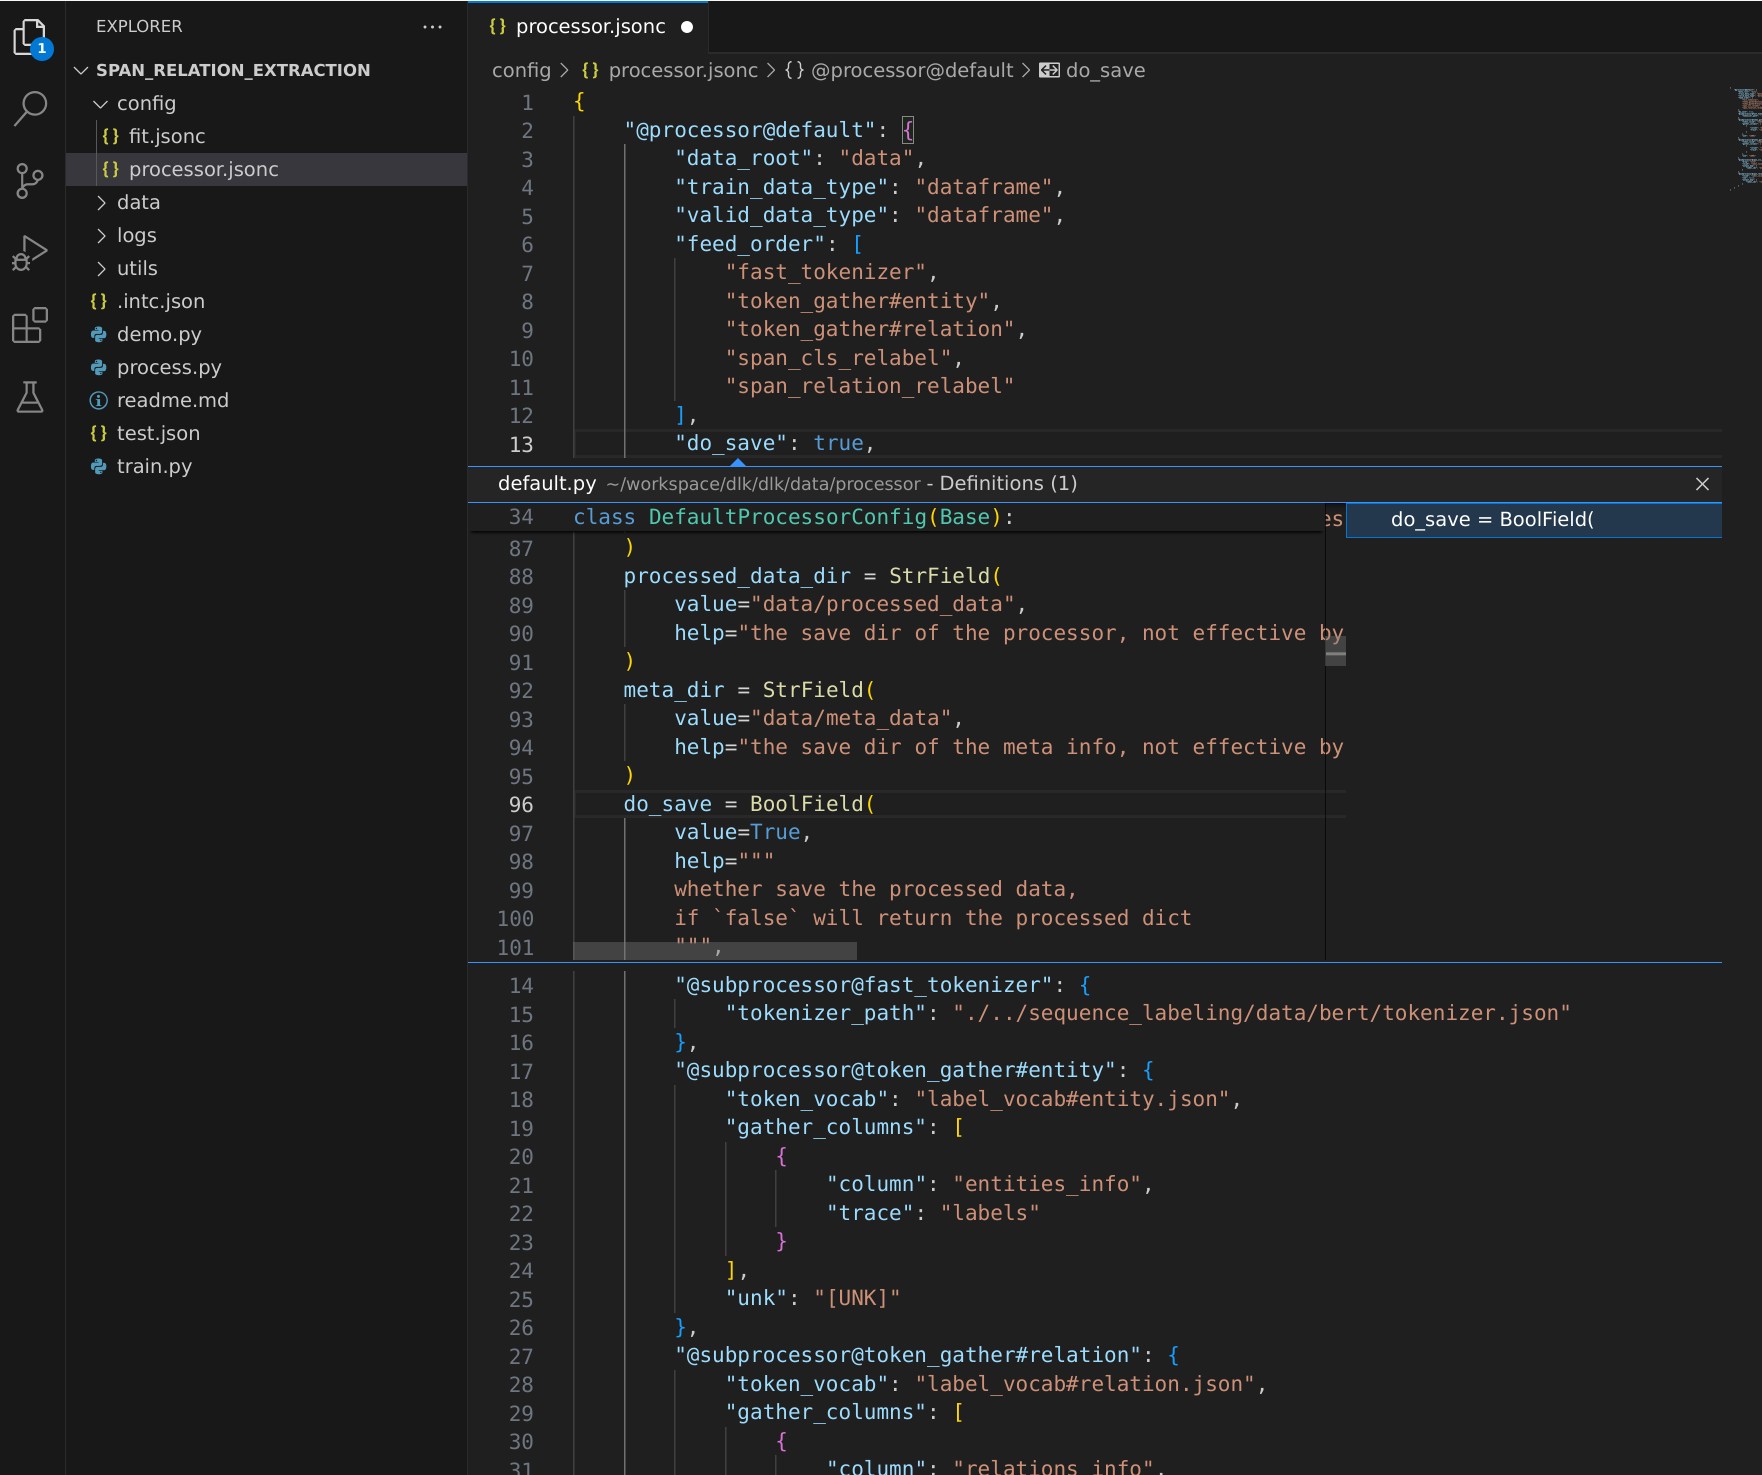 EXPLORER
1
SPAN_RELATION_EXTRACTION
config
fit.jsonc
processor.jsonc
data
logs
utils
.intc.json
demo.py
process.py
readme.md
test.json
train.py
processor.jsonc
config > processor.jsonc > {} @processor@default > do_save
1 {
2 "@processor@default": {
3 "data_root": "data",
4 "train_data_type": "dataframe",
5 "valid_data_type": "dataframe",
6 "feed_order": [
7 "fast_tokenizer",
8 "token_gather#entity",
9 "token_gather#relation",
10 "span_cls_relabel",
11 "span_relation_relabel"
12 ],
13 "do_save": true,
default.py ~/workspace/dlk/dlk/data/processor - Definitions (1)
34 class DefaultProcessorConfig(Base):
es
do_save = BoolField(
87 )
88 processed_data_dir = StrField(
89 value="data/processed_data",
90 help="the save dir of the processor, not effective by
91 )
92 meta_dir = StrField(
93 value="data/meta_data",
94 help="the save dir of the meta info, not effective by
95 )
96 do_save = BoolField(
97 value=True,
98 help="""
99 whether save the processed data,
100 if `false` will return the processed dict
101 """,
14 "@subprocessor@fast_tokenizer": {
15 "tokenizer_path": "./../sequence_labeling/data/bert/tokenizer.json"
16 },
17 "@subprocessor@token_gather#entity": {
18 "token_vocab": "label_vocab#entity.json",
19 "gather_columns": [
20 {
21 "column": "entities_info",
22 "trace": "labels"
23 }
24 ],
25 "unk": "[UNK]"
26 },
27 "@subprocessor@token_gather#relation": {
28 "token_vocab": "label_vocab#relation.json",
29 "gather_columns": [
30 {
31 "column": "relations_info",